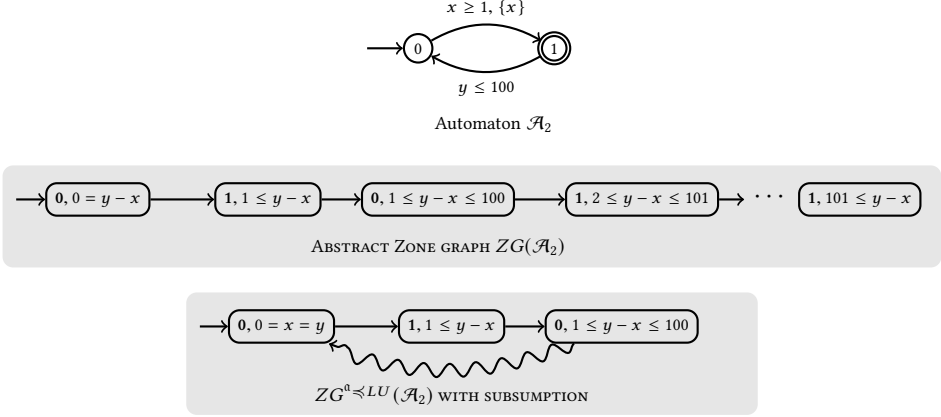 x ≥ 1, {x}
0 1
y ≤ 100
Automaton 𝒜₂
0, 0 = y − x 1, 1 ≤ y − x 0, 1 ≤ y − x ≤ 100 1, 2 ≤ y − x ≤ 101 · · · 1, 101 ≤ y − x
Abstract Zone graph ZG(𝒜₂)
0, 0 = x = y 1, 1 ≤ y − x 0, 1 ≤ y − x ≤ 100
ZG^{𝔞≼LU}(𝒜₂) with subsumption